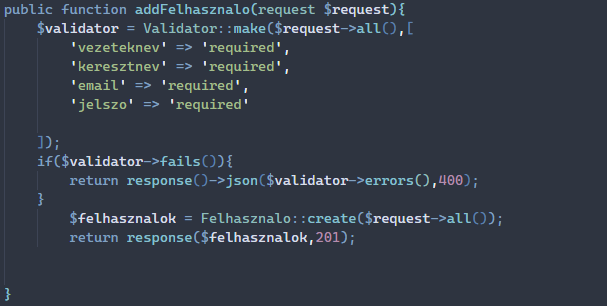 public function addFelhasznalo(request $request){
    $validator = Validator::make($request->all(),[
        'vezeteknev' => 'required',
        'keresztnev' => 'required',
        'email' => 'required',
        'jelszo' => 'required'
    ]);
    if($validator->fails()){
        return response()->json($validator->errors(),400);
    }
        $felhasznalok = Felhasznalo::create($request->all());
        return response($felhasznalok,201);
}